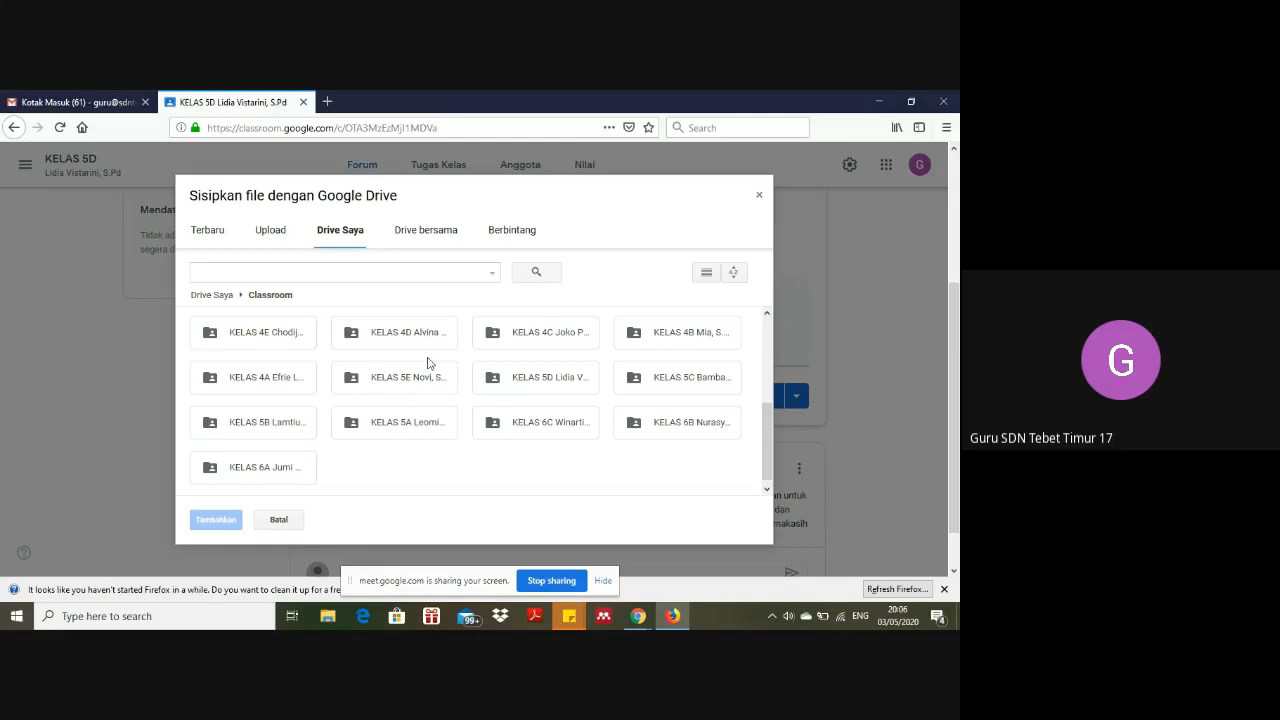 Kotak Masuk (61) - guru@sdnt
KELAS 5D Lidia Vistarini, S.Pd
https://classroom.google.com/c/OTA3MzEzMjI1MDVa
Search
KELAS 5D
Lidia Vistarini, S.Pd
Forum
Tugas Kelas
Anggota
Nilai
Mendat
Tidak ad
segera d
Sisipkan file dengan Google Drive
×
Terbaru
Upload
Drive Saya
Drive bersama
Berbintang
AZ
Drive Saya
Classroom
KELAS 4E Chodij...
KELAS 4D Alvina ...
KELAS 4C Joko P...
KELAS 4B Mia, S....
KELAS 4A Efrie L...
KELAS 5E Novi, S...
KELAS 5D Lidia V...
KELAS 5C Bamba...
KELAS 5B Lamtiu...
KELAS 5A Leomi...
KELAS 6C Winarti...
KELAS 6B Nurasy...
KELAS 6A Jumi ...
Tambahkan
Batal
an untuk
dan
makasih
meet.google.com is sharing your screen.
Stop sharing
Hide
It looks like you haven't started Firefox in a while. Do you want to clean it up for a fre
Refresh Firefox...
Type here to search
99+
ENG
20:06
03/05/2020
4
G
G
Guru SDN Tebet Timur 17